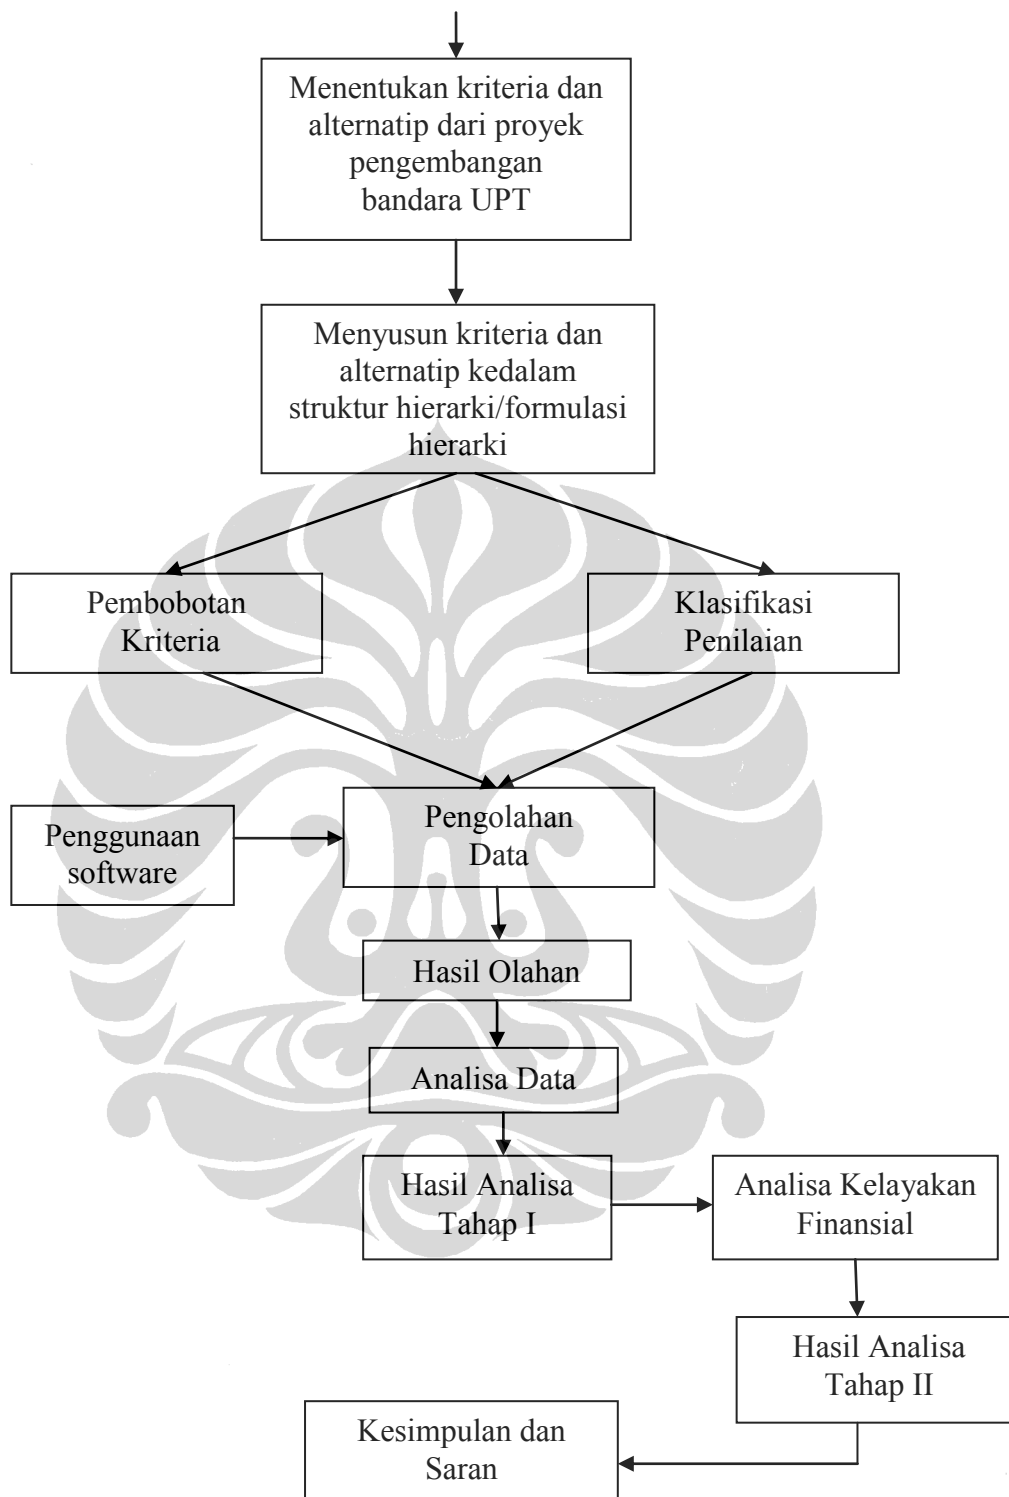 Menentukan kriteria dan
alternatip dari proyek
pengembangan
bandara UPT
Menyusun kriteria dan
alternatip kedalam
struktur hierarki/formulasi
hierarki
Pembobotan
Kriteria
Klasifikasi
Penilaian
Penggunaan
software
Pengolahan
Data
Hasil Olahan
Analisa Data
Hasil Analisa
Tahap I
Analisa Kelayakan
Finansial
Hasil Analisa
Tahap II
Kesimpulan dan
Saran